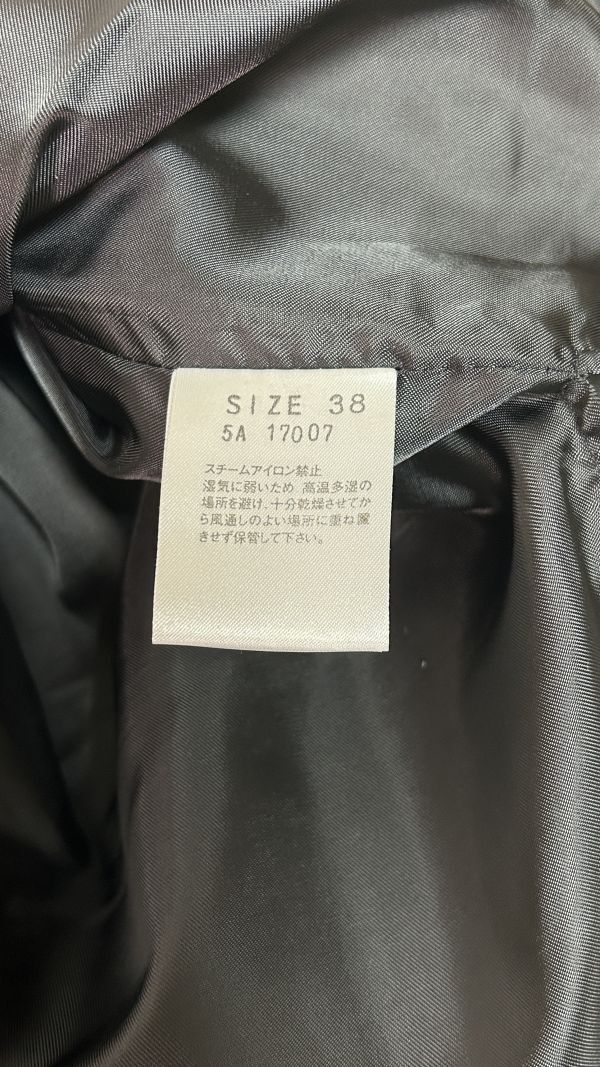 SIZE 38
5A 17007
スチームアイロン禁止
湿気に弱いため､高温多湿の
場所を避け､十分乾燥させてか
ら風通しのよい場所に重ね置
きせず保管して下さい。